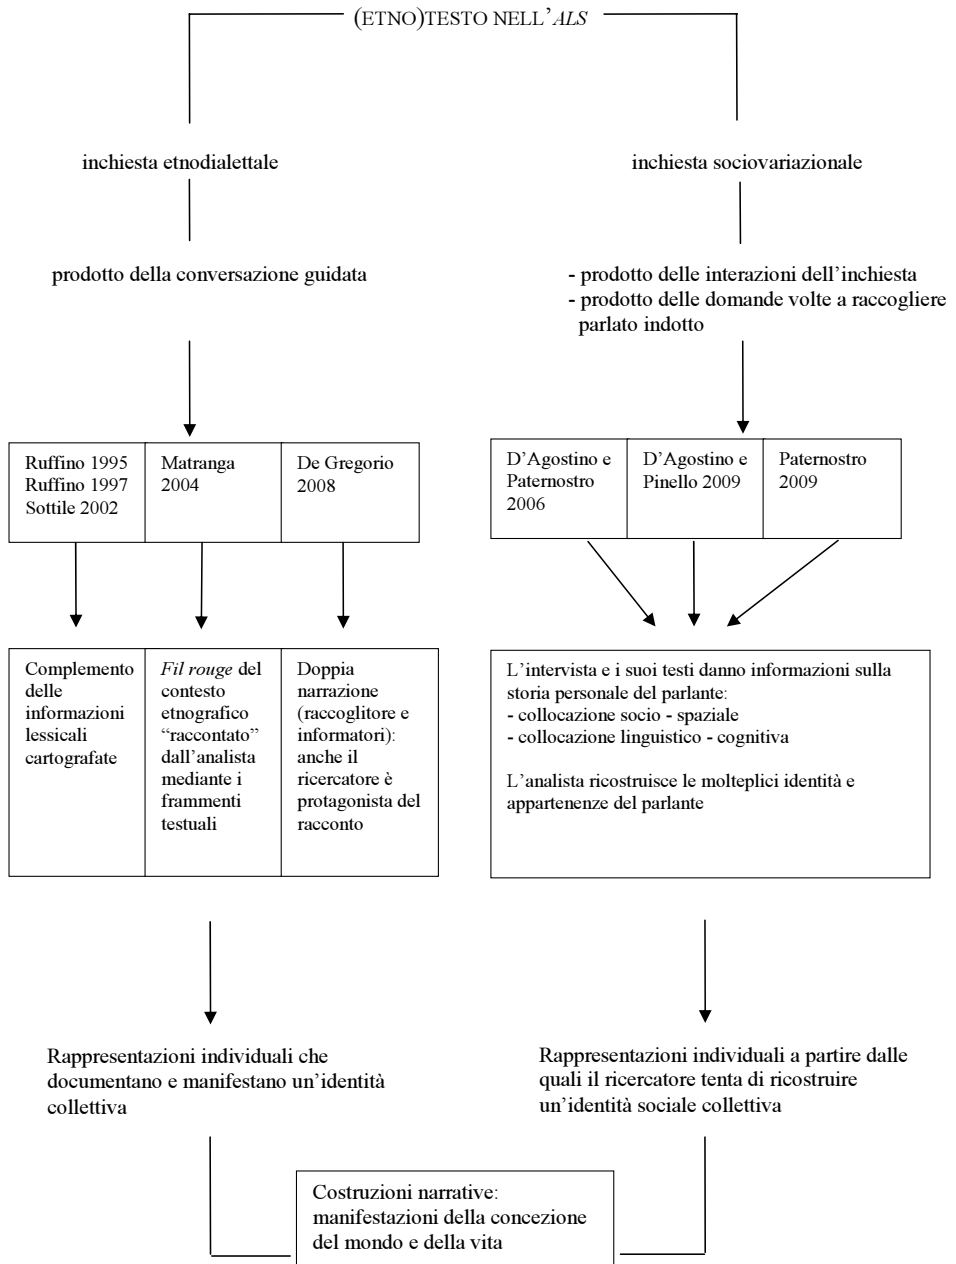 (ETNO)TESTO NELL’ALS
inchiesta etnodialettale
inchiesta sociovariazionale
prodotto della conversazione guidata
- prodotto delle interazioni dell’inchiesta
- prodotto delle domande volte a raccogliere
parlato indotto
Ruffino 1995
Ruffino 1997
Sottile 2002
Matranga
2004
De Gregorio
2008
D’Agostino e
Paternostro
2006
D’Agostino e
Pinello 2009
Paternostro
2009
Complemento
delle
informazioni
lessicali
cartografate
Fil rouge del
contesto
etnografico
“raccontato”
dall’analista
mediante i
frammenti
testuali
Doppia
narrazione
(raccoglitore e
informatori):
anche il
ricercatore è
protagonista del
racconto
L’intervista e i suoi testi danno informazioni sulla
storia personale del parlante:
- collocazione socio - spaziale
- collocazione linguistico - cognitiva
L’analista ricostruisce le molteplici identità e
appartenenze del parlante
Rappresentazioni individuali che
documentano e manifestano un’identità
collettiva
Rappresentazioni individuali a partire dalle
quali il ricercatore tenta di ricostruire
un’identità sociale collettiva
Costruzioni narrative:
manifestazioni della concezione
del mondo e della vita